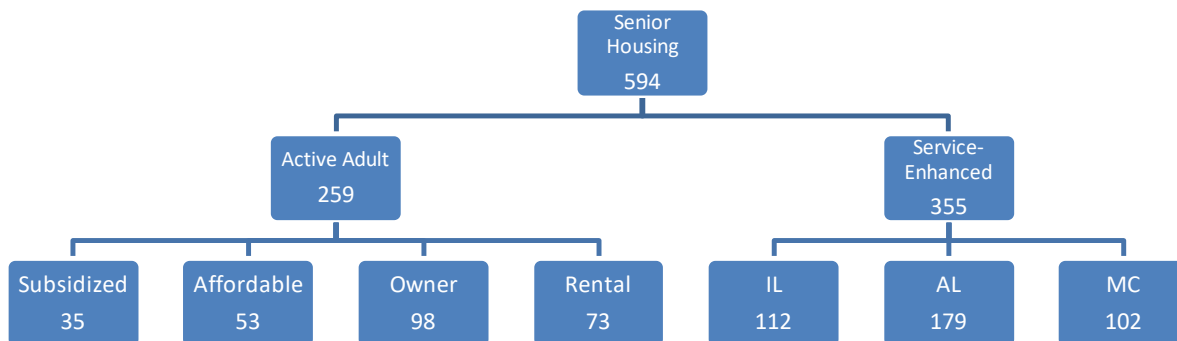 Senior
Housing
594
Active Adult
259
Service-
Enhanced
355
Subsidized
35
Affordable
53
Owner
98
Rental
73
IL
112
AL
179
MC
102